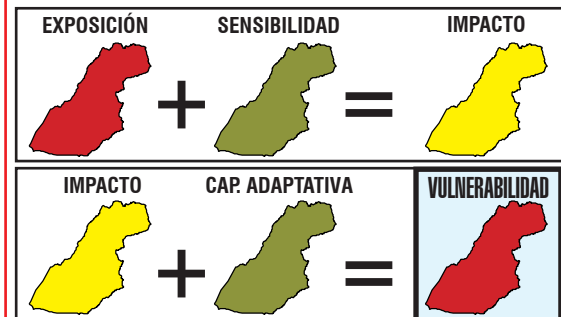 EXPOSICIÓN SENSIBILIDAD IMPACTO
+ =
IMPACTO CAP. ADAPTATIVA VULNERABILIDAD
+ =